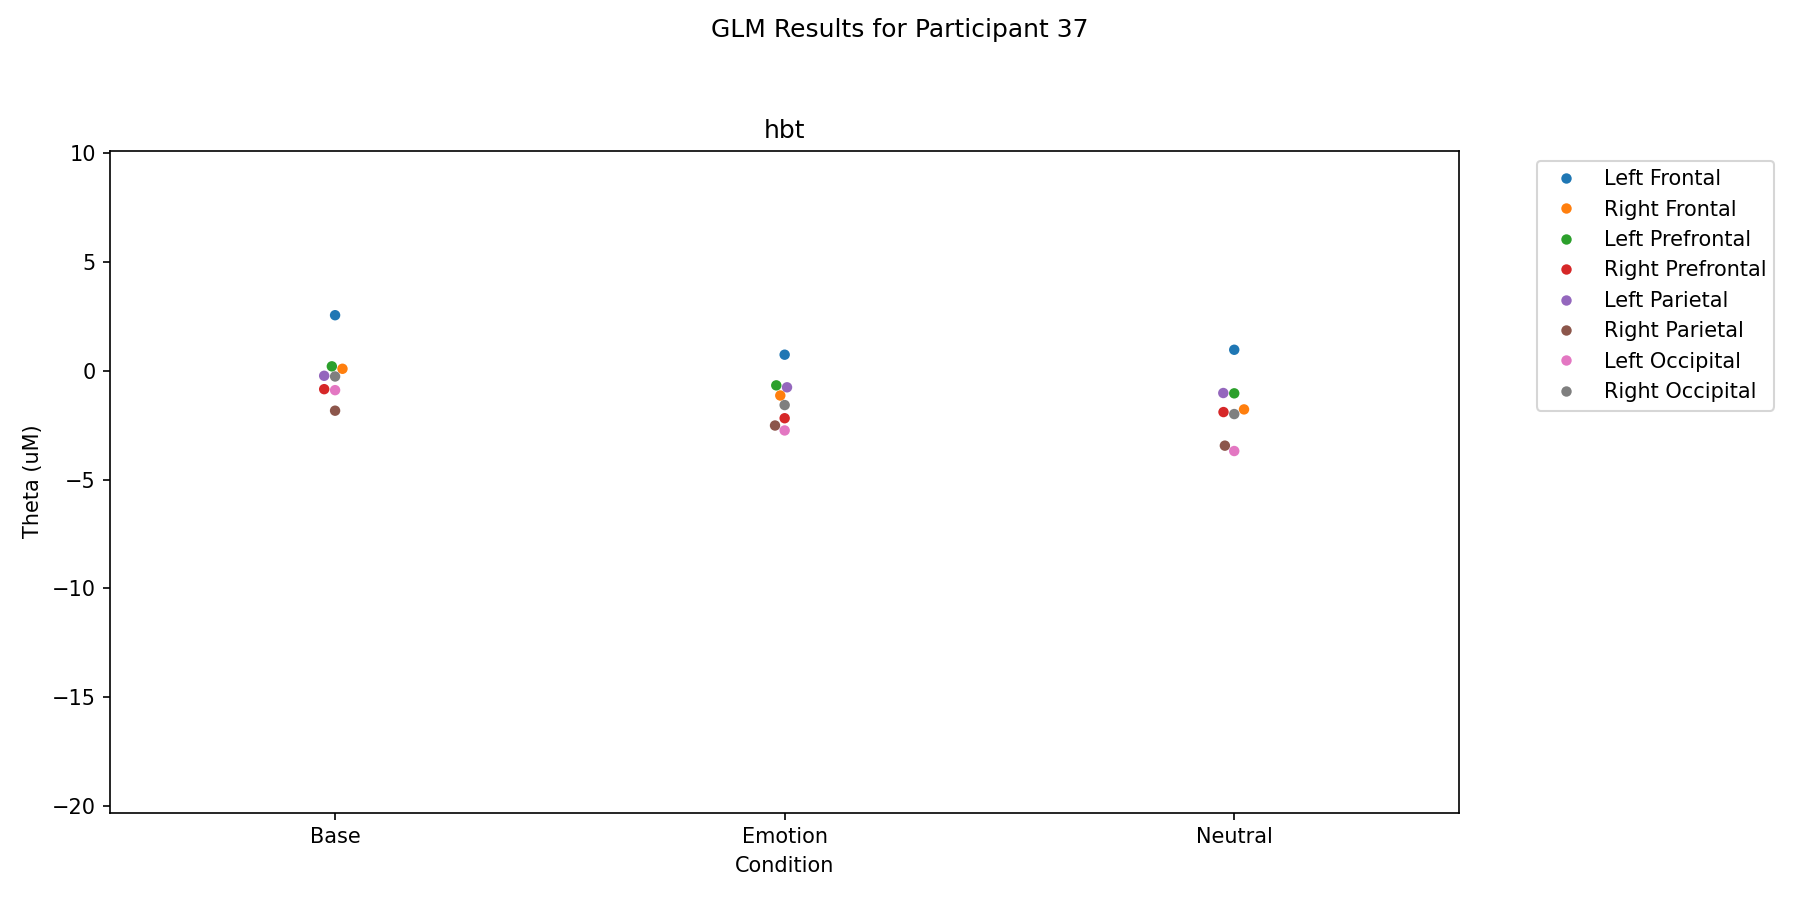 GLM Results for Participant 37
hbt
10
5
0
−5
−10
−15
−20
Theta (uM)
Base
Emotion
Neutral
Condition
Left Frontal
Right Frontal
Left Prefrontal
Right Prefrontal
Left Parietal
Right Parietal
Left Occipital
Right Occipital